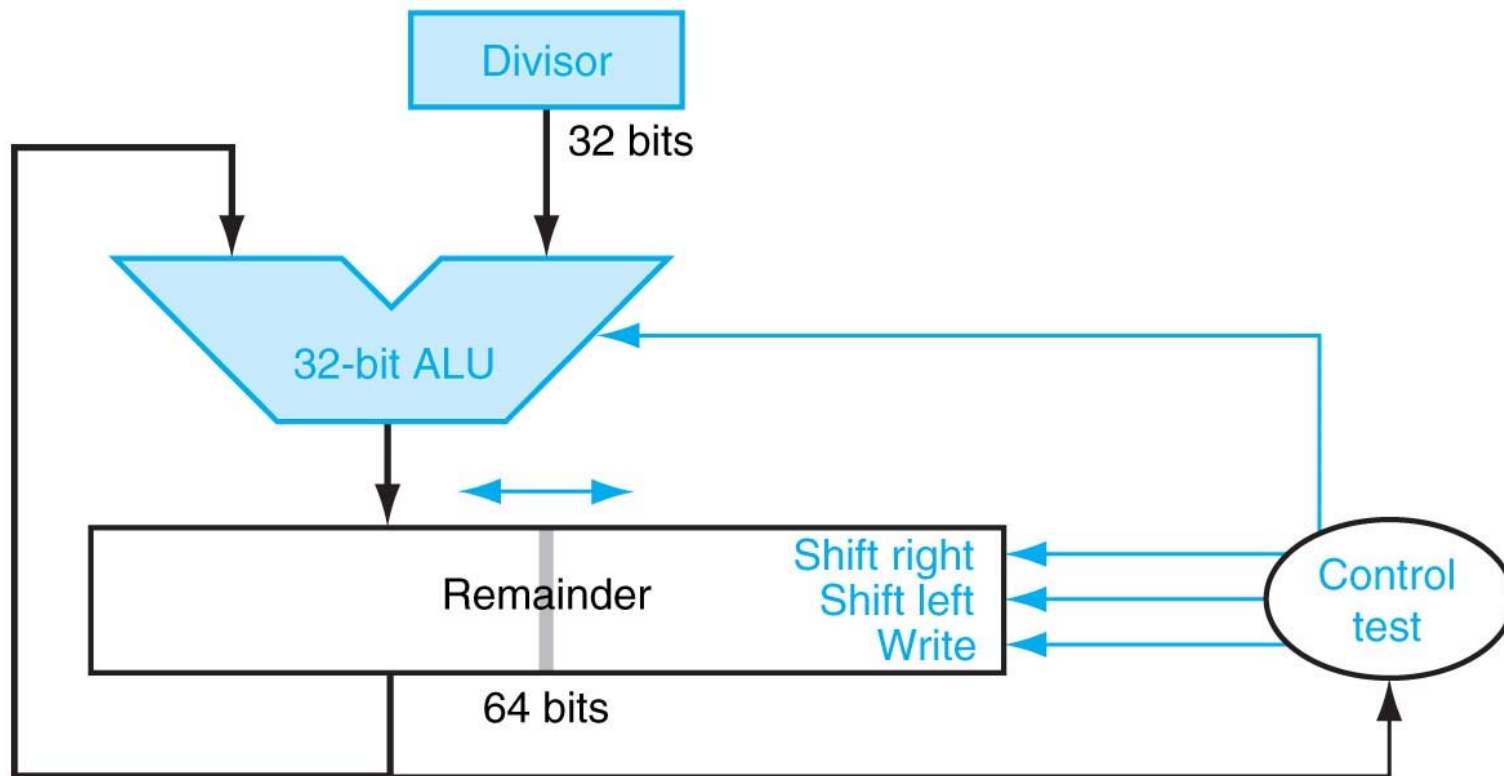 Divisor
32 bits
32-bit ALU
Remainder
Shift right
Shift left
Write
64 bits
Control
test